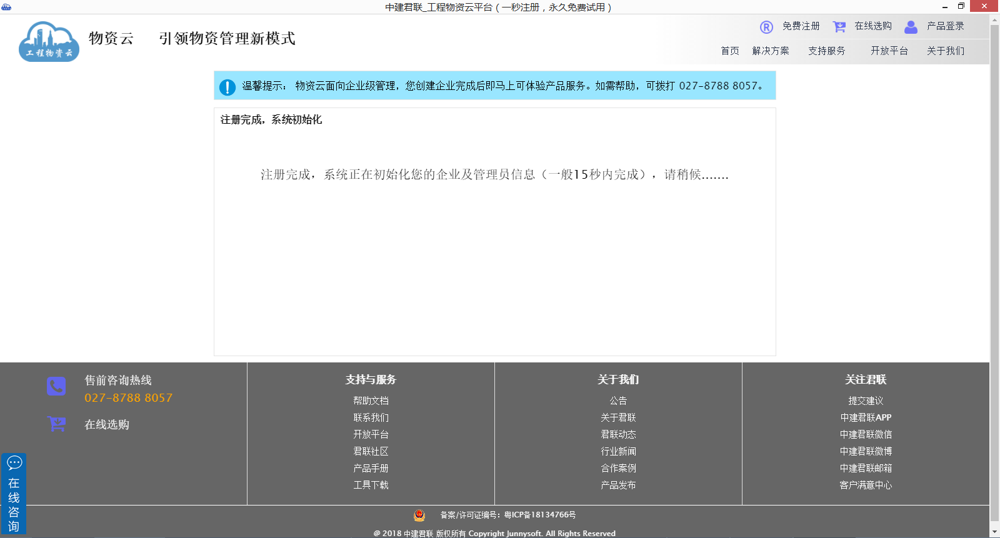 中建君联_工程物资云平台（一秒注册，永久免费试用）
工程物资云
物资云 引领物资管理新模式
® 免费注册 在线选购 产品登录
首页 解决方案 支持服务 开放平台 关于我们
温馨提示： 物资云面向企业级管理，您创建企业完成后即马上可体验产品服务。如需帮助，可拨打 027-8788 8057。
注册完成，系统初始化
注册完成，系统正在初始化您的企业及管理员信息（一般15秒内完成），请稍候.......
售前咨询热线
027-8788 8057
在线选购
支持与服务
帮助文档
联系我们
开放平台
君联社区
产品手册
工具下载
关于我们
公告
关于君联
君联动态
行业新闻
合作案例
产品发布
关注君联
提交建议
中建君联APP
中建君联微信
中建君联微博
中建君联邮箱
客户满意中心
在线咨询
备案/许可证编号：粤ICP备18134766号
@ 2018 中建君联 版权所有 Copyright Junnysoft. All Rights Reserved